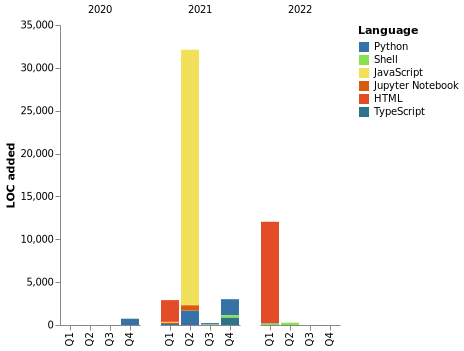 2020 2021 2022
Language
Python
Shell
JavaScript
Jupyter Notebook
HTML
TypeScript
LOC added
35,000
30,000
25,000
20,000
15,000
10,000
5,000
0
Q1 Q2 Q3 Q4 Q1 Q2 Q3 Q4 Q1 Q2 Q3 Q4